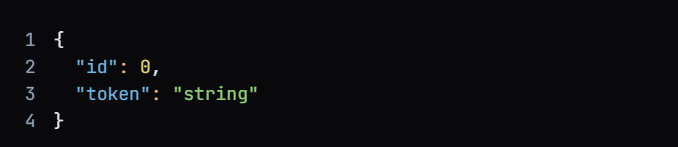 1 {
2   "id": 0,
3   "token": "string"
4 }